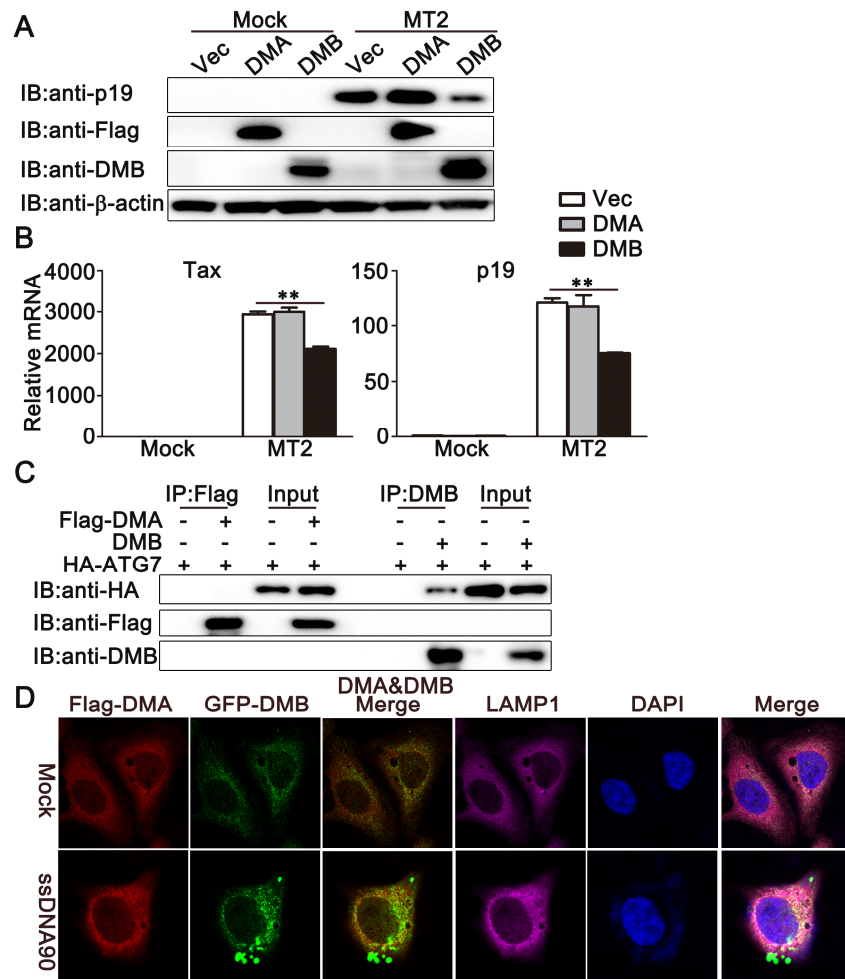 A
Mock MT2
Vec DMA DMB Vec DMA DMB
IB:anti-p19
IB:anti-Flag
IB:anti-DMB
IB:anti-β-actin
Vec
DMA
DMB
B
Relative mRNA
4000
3000
2000
1000
0
Tax
**
Mock MT2
150
100
50
0
p19
**
Mock MT2
C
IP:Flag Input IP:DMB Input
Flag-DMA - + - + - - - -
DMB - - - - - + - +
HA-ATG7 + + + + + + + +
IB:anti-HA
IB:anti-Flag
IB:anti-DMB
D
Flag-DMA GFP-DMB DMA&DMB Merge LAMP1 DAPI Merge
Mock
ssDNA90